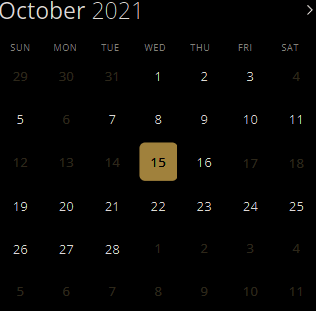 October 2021 >
SUN MON TUE WED THU FRI SAT
29 30 31 1 2 3 4
5 6 7 8 9 10 11
12 13 14 15 16 17 18
19 20 21 22 23 24 25
26 27 28 1 2 3 4
5 6 7 8 9 10 11